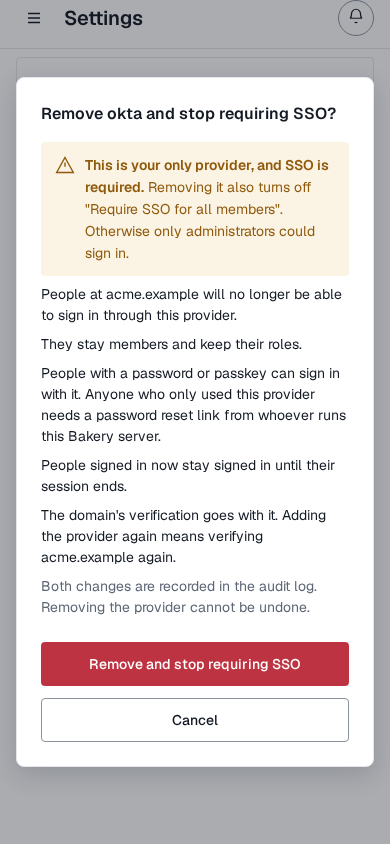 Settings
Remove okta and stop requiring SSO?
This is your only provider, and SSO is
required. Removing it also turns off
"Require SSO for all members".
Otherwise only administrators could
sign in.
People at acme.example will no longer be able
to sign in through this provider.
They stay members and keep their roles.
People with a password or passkey can sign in
with it. Anyone who only used this provider
needs a password reset link from whoever runs
this Bakery server.
People signed in now stay signed in until their
session ends.
The domain's verification goes with it. Adding
the provider again means verifying
acme.example again.
Both changes are recorded in the audit log.
Removing the provider cannot be undone.
Remove and stop requiring SSO
Cancel